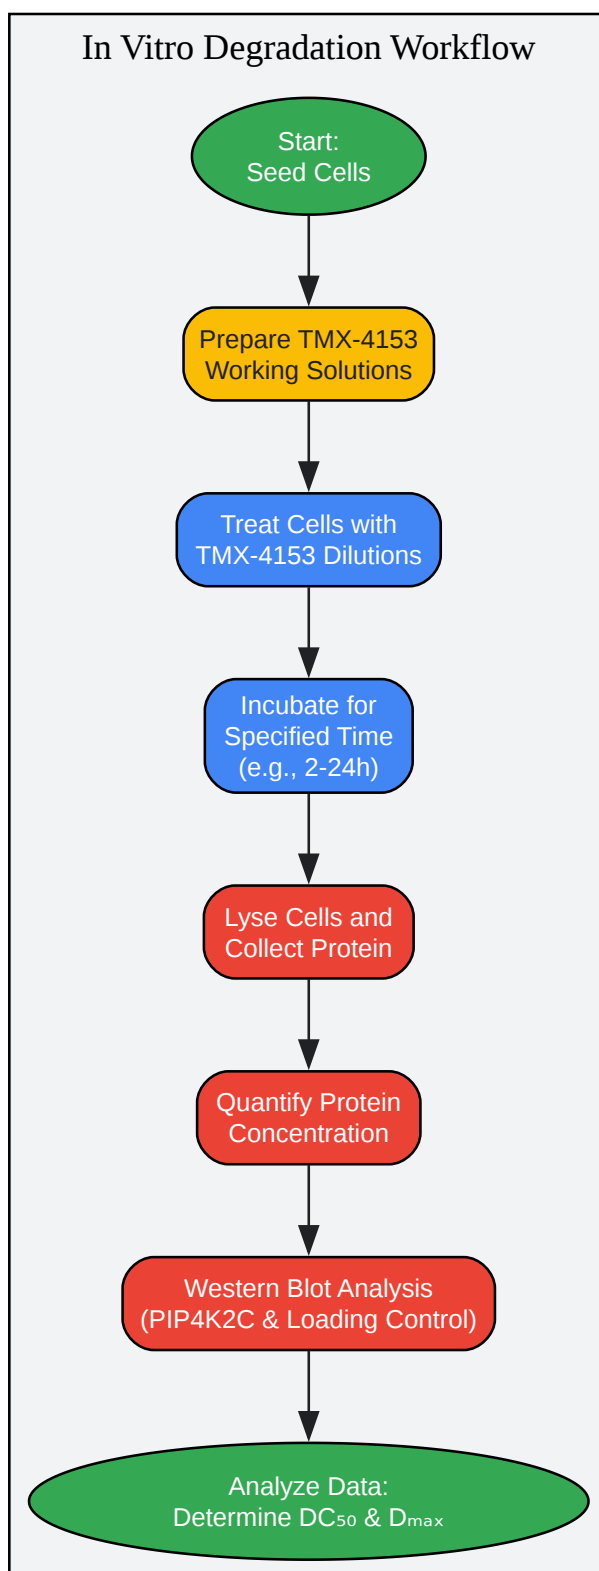 In Vitro Degradation Workflow
Start:
Seed Cells
Prepare TMX-4153
Working Solutions
Treat Cells with
TMX-4153 Dilutions
Incubate for
Specified Time
(e.g., 2-24h)
Lyse Cells and
Collect Protein
Quantify Protein
Concentration
Western Blot Analysis
(PIP4K2C & Loading Control)
Analyze Data:
Determine DC₅₀ & Dₘₐₓ